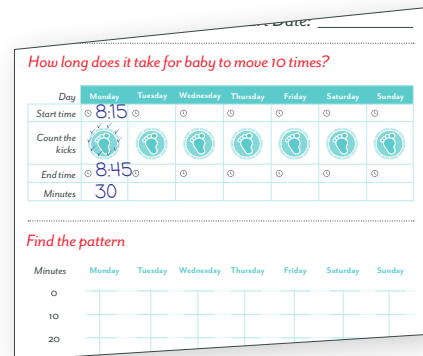 Date:
How long does it take for baby to move 10 times?
Day Monday Tuesday Wednesday Thursday Friday Saturday Sunday
Start time 8:15
Count the
kicks
End time 8:45
Minutes 30
Find the pattern
Minutes Monday Tuesday Wednesday Thursday Friday Saturday Sunday
0
10
20